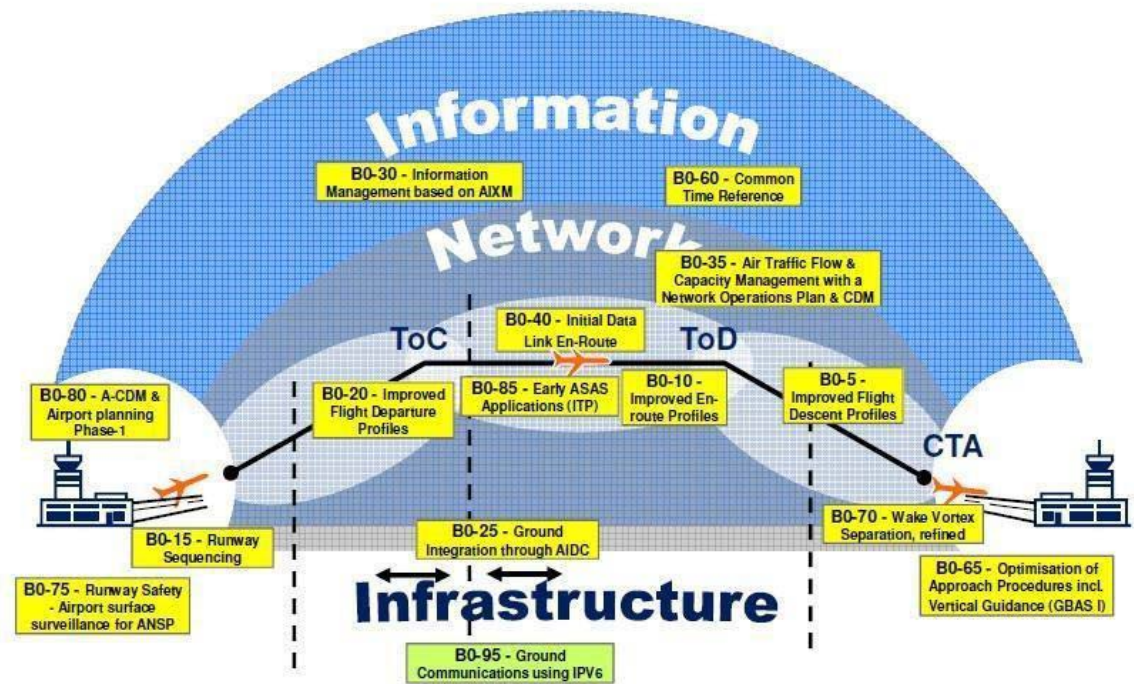 Information
B0-30 - Information
Management based on AIXM
B0-60 - Common
Time Reference
Network
B0-35 - Air Traffic Flow &
Capacity Management with a
Network Operations Plan & CDM
B0-40 - Initial Data
Link En-Route
ToC
ToD
B0-80 - A-CDM &
Airport planning
Phase-1
B0-20 - Improved
Flight Departure
Profiles
B0-85 - Early ASAS
Applications (ITP)
B0-10 -
Improved En-
route Profiles
B0-5 -
Improved Flight
Descent Profiles
CTA
B0-15 - Runway
Sequencing
B0-25 - Ground
Integration through AIDC
B0-70 - Wake Vortex
Separation, refined
B0-75 - Runway Safety
- Airport surface
surveillance for ANSP
B0-65 - Optimisation of
Approach Procedures incl.
Vertical Guidance (GBAS I)
Infrastructure
B0-95 - Ground
Communications using IPV6